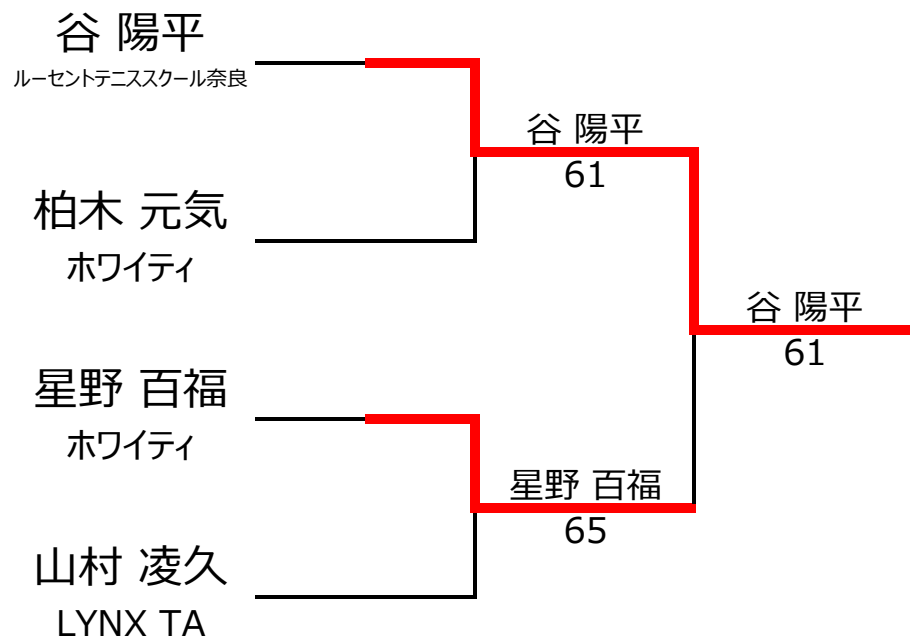 谷 陽平
ルーセントテニススクール奈良
谷 陽平
61
柏木 元気
ホワイティ
谷 陽平
61
星野 百福
ホワイティ
星野 百福
65
山村 凌久
LYNX TA